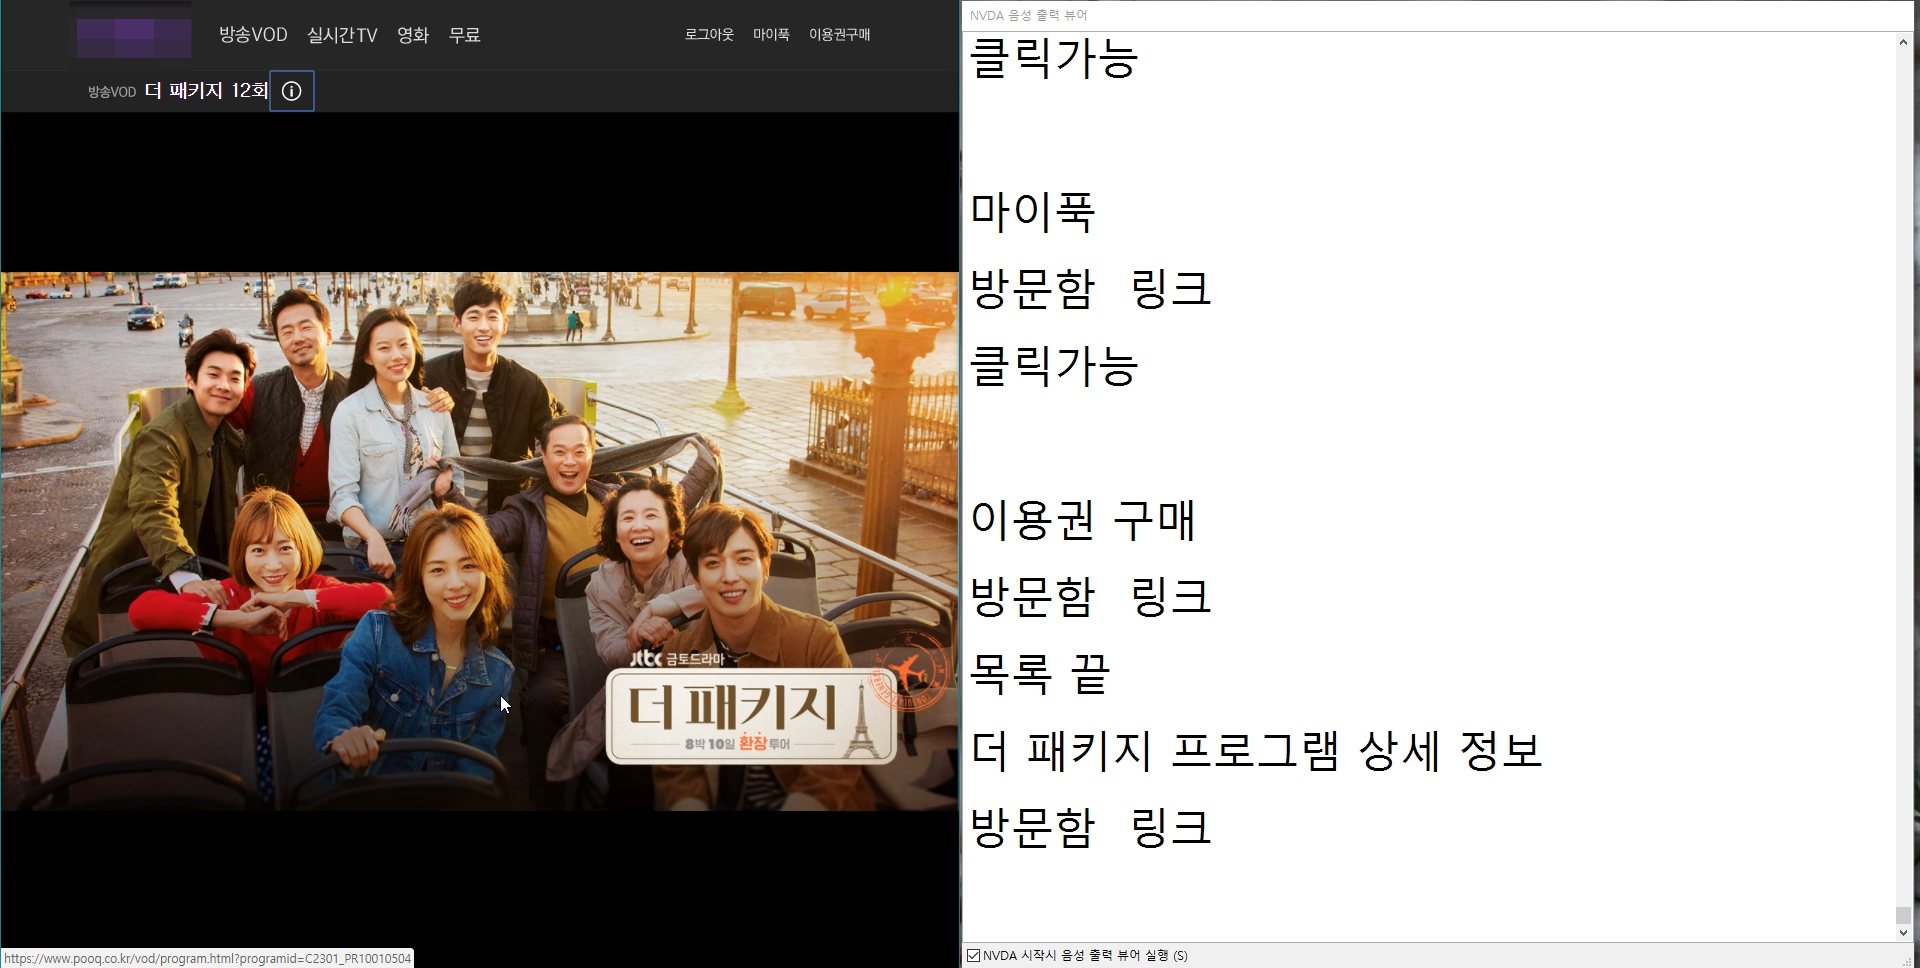 방송VOD 실시간TV 영화 무료 로그아웃 마이푹 이용권구매
방송VOD 더 패키지 12회
jtbc 금토드라마
더 패키지
8박 10일 환장 투어
https://www.pooq.co.kr/vod/program.html?programid=C2301_PR10010504
NVDA 음성 출력 뷰어
클릭가능
마이푹
방문함 링크
클릭가능
이용권 구매
방문함 링크
목록 끝
더 패키지 프로그램 상세 정보
방문함 링크
NVDA 시작시 음성 출력 뷰어 실행 (S)